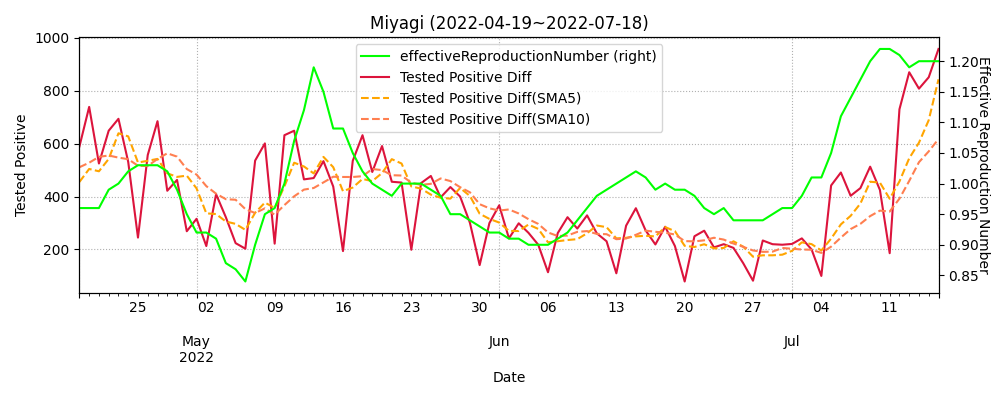 Miyagi (2022-04-19~2022-07-18)
effectiveReproductionNumber (right)
Tested Positive Diff
Tested Positive Diff(SMA5)
Tested Positive Diff(SMA10)
Tested Positive
1000
800
600
400
200
Effective Reproduction Number
1.20
1.15
1.10
1.05
1.00
0.95
0.90
0.85
25 02 09 16 23 30 06 13 20 27 04 11
May Jun Jul
2022
Date